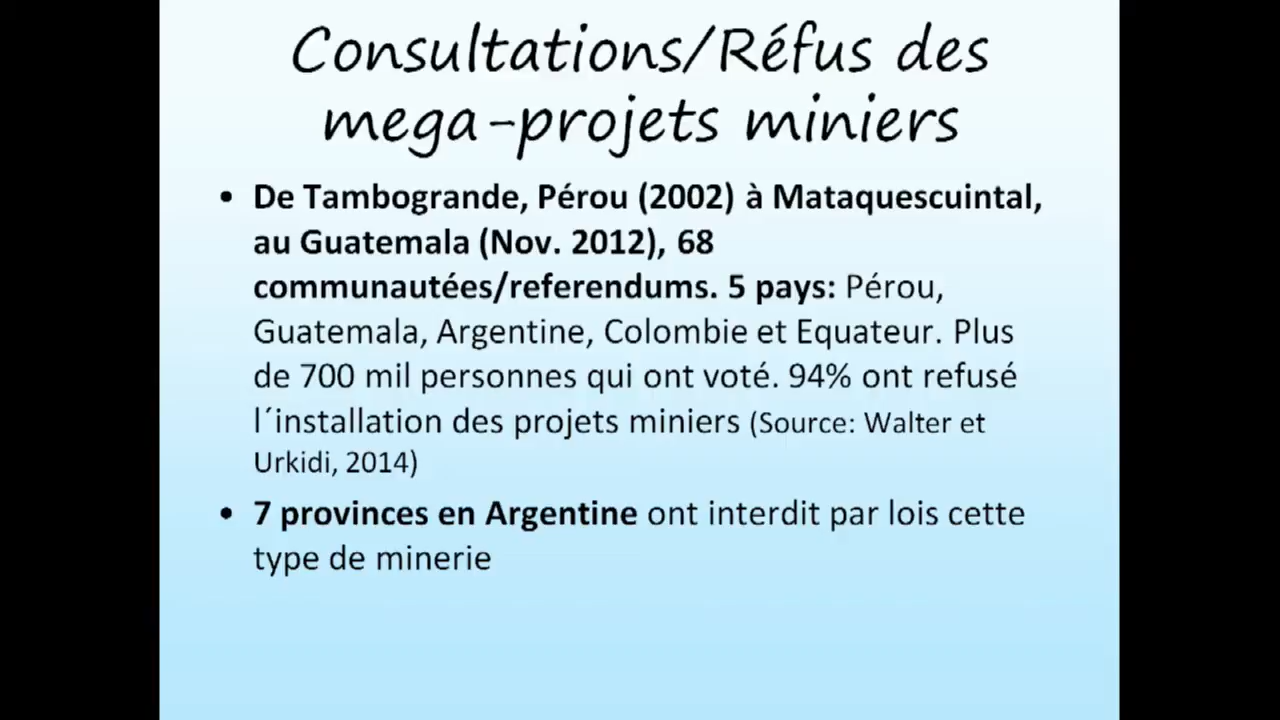 Consultations/Réfus des
mega-projets miniers
• De Tambogrande, Pérou (2002) à Mataquescuintal,
au Guatemala (Nov. 2012), 68
communautées/referendums. 5 pays: Pérou,
Guatemala, Argentine, Colombie et Equateur. Plus
de 700 mil personnes qui ont voté. 94% ont refusé
l´installation des projets miniers (Source: Walter et
Urkidi, 2014)
• 7 provinces en Argentine ont interdit par lois cette
type de minerie